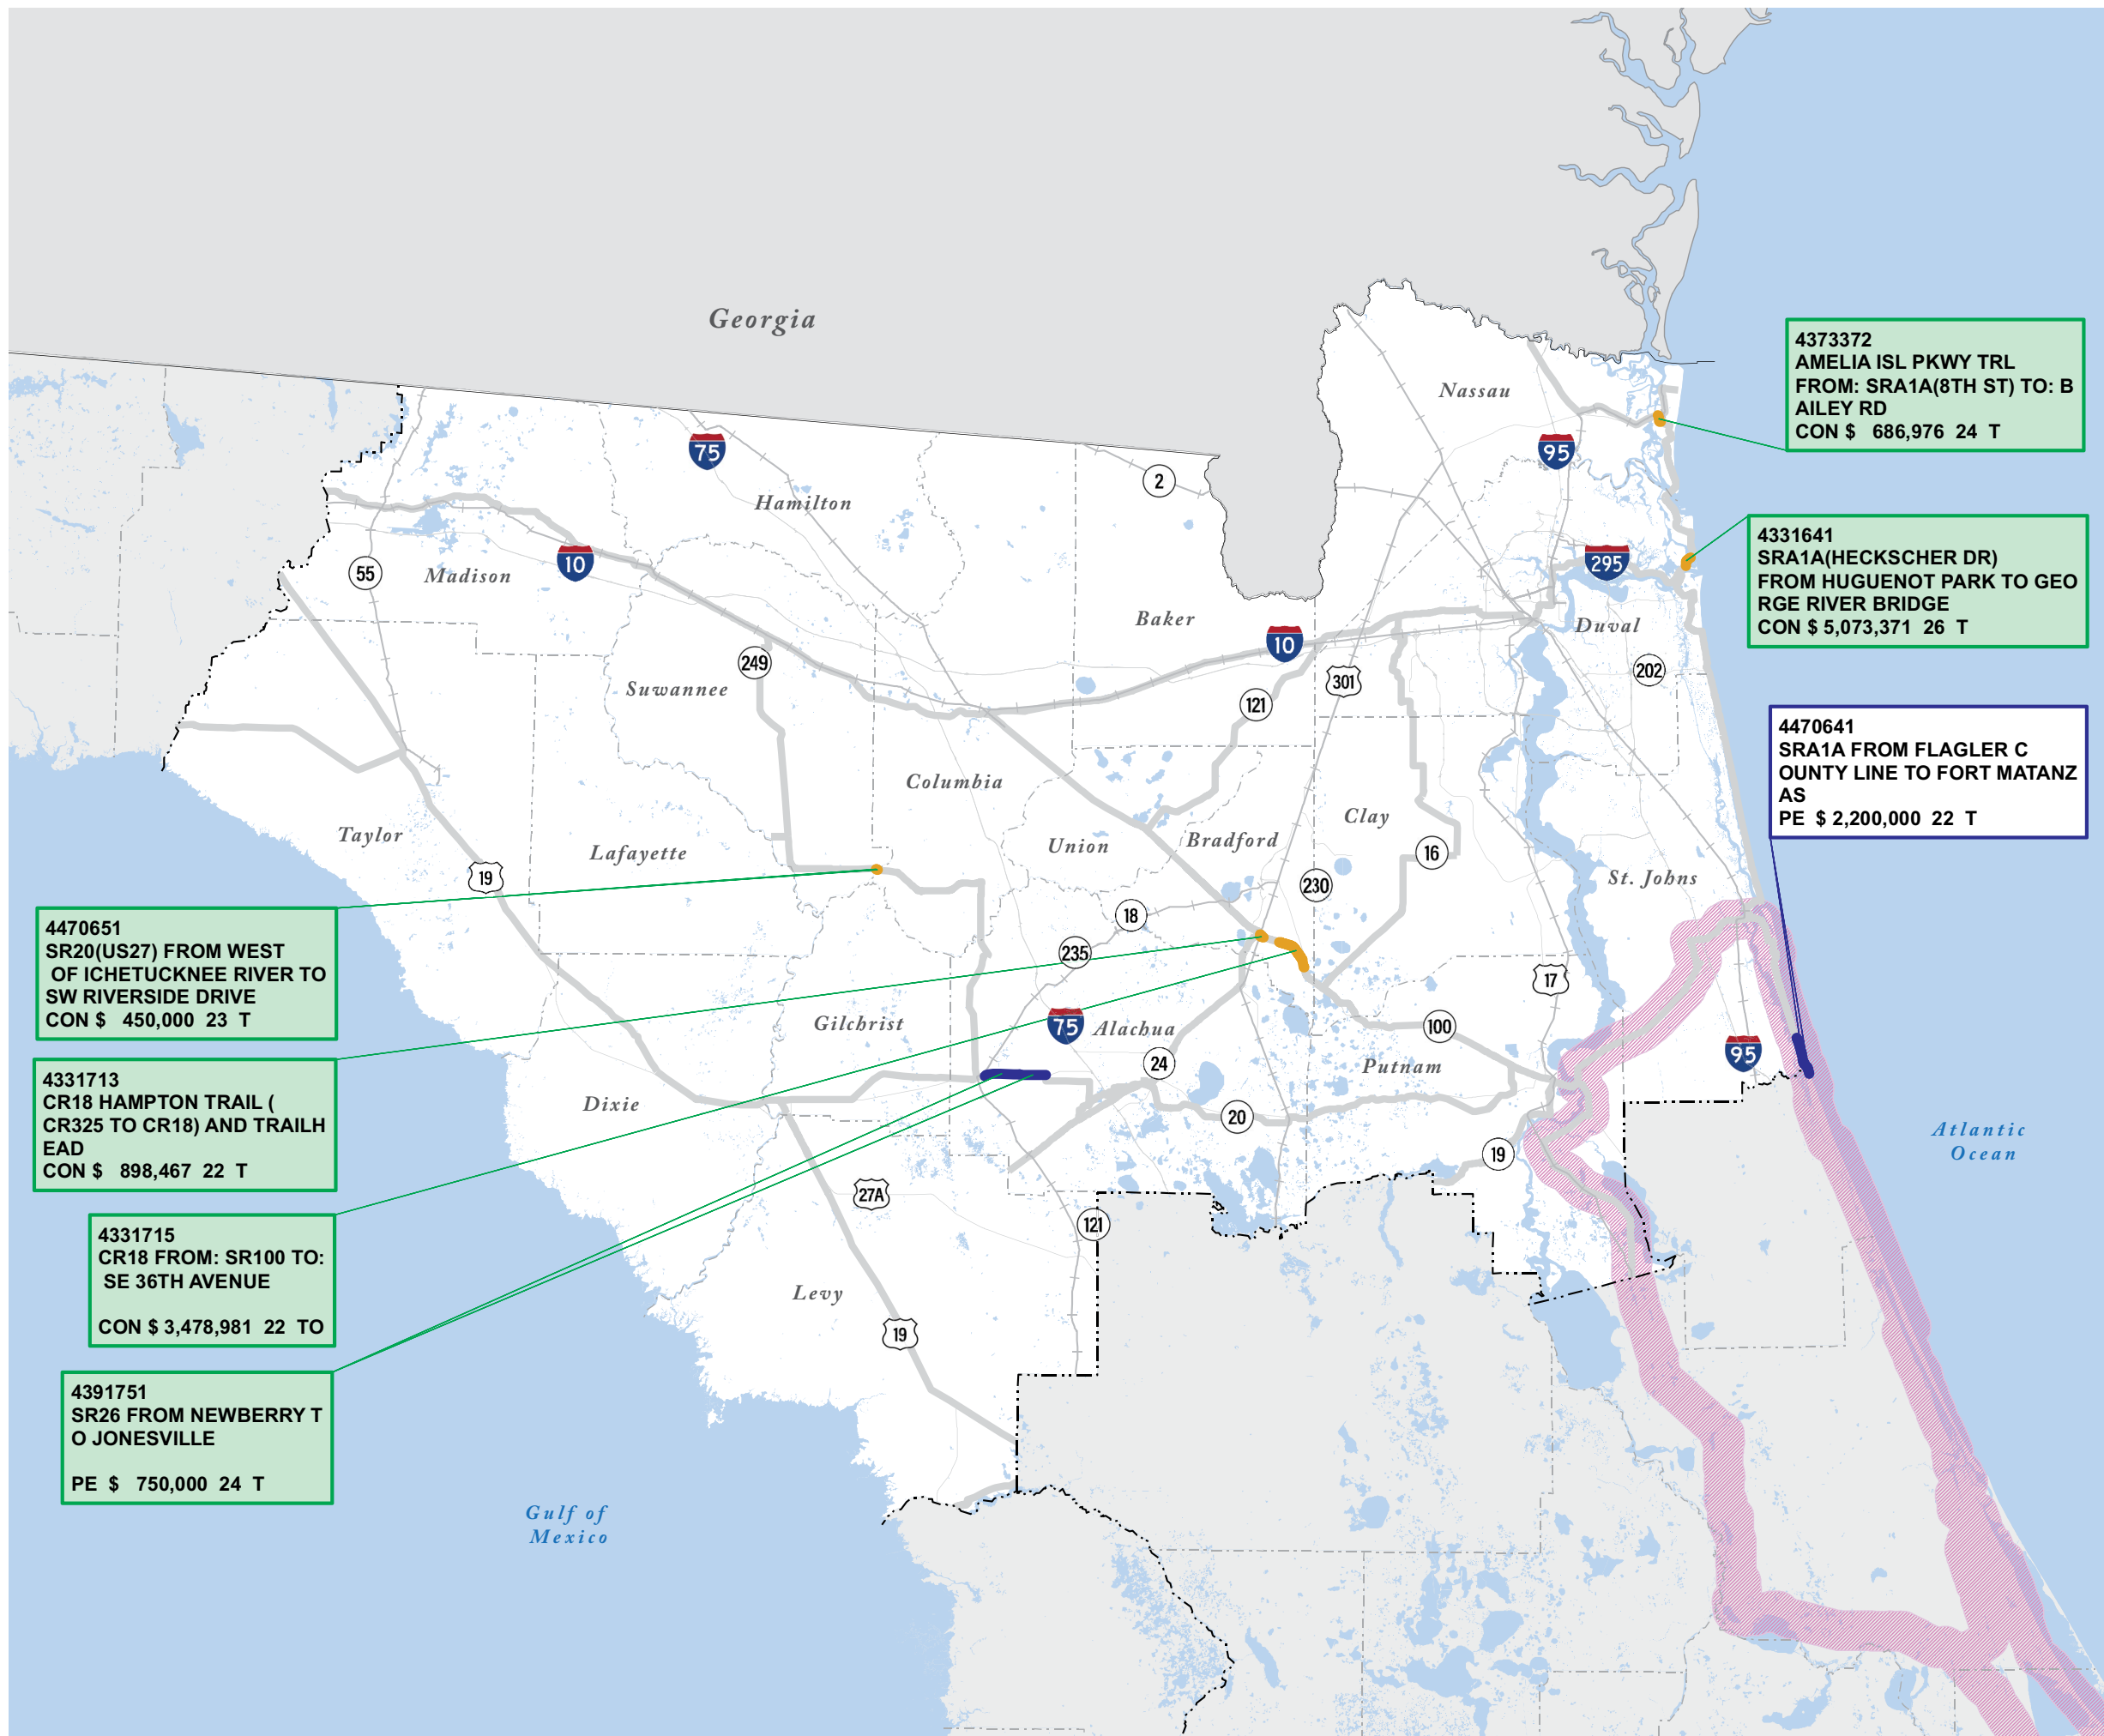 Georgia
Nassau
4373372
AMELIA ISL PKWY TRL
FROM: SRA1A(8TH ST) TO: B
AILEY RD
CON $ 686,976 24 T
75
95
2
Hamilton
4331641
SRA1A(HECKSCHER DR)
FROM HUGUENOT PARK TO GEO
RGE RIVER BRIDGE
CON $ 5,073,371 26 T
10
295
55
Madison
Baker
Duval
10
249
202
Suwannee
301
121
4470641
SRA1A FROM FLAGLER C
OUNTY LINE TO FORT MATANZ
AS
PE $ 2,200,000 22 T
Columbia
Clay
Taylor
Bradford
Union
Lafayette
16
19
St. Johns
230
18
4470651
SR20(US27) FROM WEST
OF ICHETUCKNEE RIVER TO
SW RIVERSIDE DRIVE
CON $ 450,000 23 T
235
17
Gilchrist
75
Alachua
100
95
24
Putnam
4331713
CR18 HAMPTON TRAIL (
CR325 TO CR18) AND TRAILH
EAD
CON $ 898,467 22 T
Dixie
20
Atlantic
Ocean
19
27A
121
4331715
CR18 FROM: SR100 TO:
SE 36TH AVENUE
CON $ 3,478,981 22 TO
Levy
19
4391751
SR26 FROM NEWBERRY T
O JONESVILLE
PE $ 750,000 24 T
Gulf of
Mexico